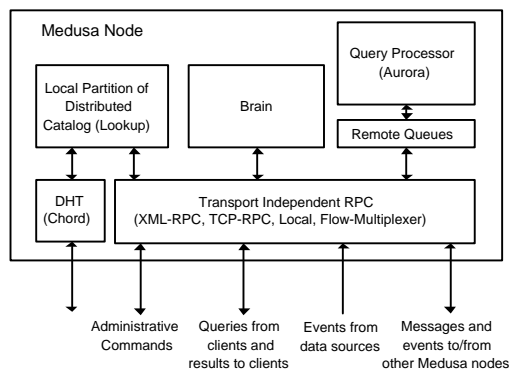 Medusa Node
Query Processor
(Aurora)
Local Partition of
Distributed
Catalog (Lookup)
Brain
Remote Queues
DHT
(Chord)
Transport Independent RPC
(XML-RPC, TCP-RPC, Local, Flow-Multiplexer)
Administrative
Commands
Queries from
clients and
results to clients
Events from
data sources
Messages and
events to/from
other Medusa nodes